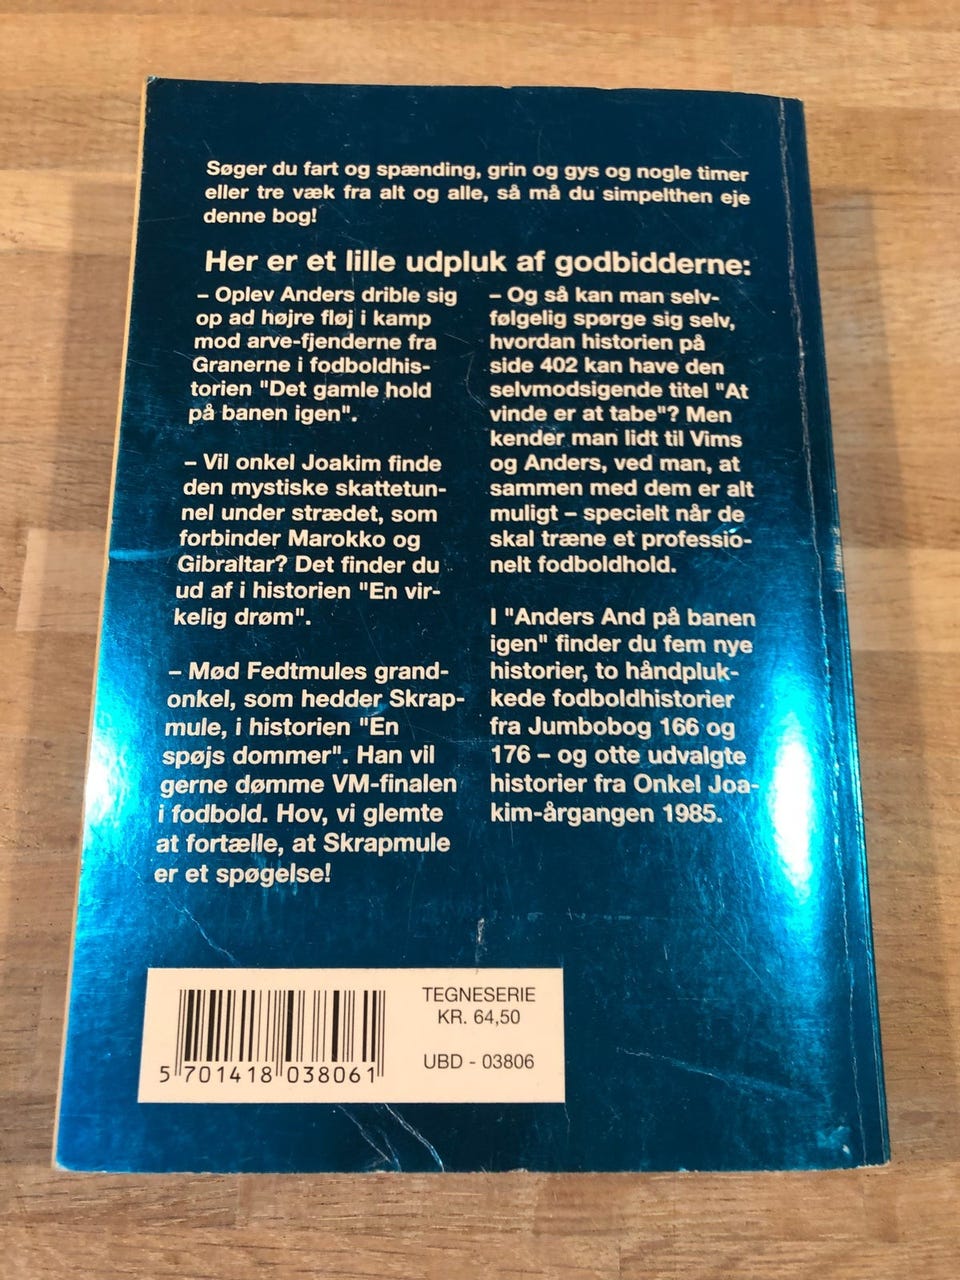 Søger du fart og spænding, grin og gys og nogle timer
eller tre væk fra alt og alle, så må du simpelthen eje
denne bog!
Her er et lille udpluk af godbidderne:
– Oplev Anders drible sig
op ad højre fløj i kamp
mod arve-fjenderne fra
Granerne i fodboldhis-
torien "Det gamle hold
på banen igen".
– Vil onkel Joakim finde
den mystiske skattetun-
nel under strædet, som
forbinder Marokko og
Gibraltar? Det finder du
ud af i historien "En vir-
kelig drøm".
– Mød Fedtmules grand-
onkel, som hedder Skrap-
mule, i historien "En
spøjs dommer". Han vil
gerne dømme VM-finalen
i fodbold. Hov, vi glemte
at fortælle, at Skrapmule
er et spøgelse!
– Og så kan man selv-
følgelig spørge sig selv,
hvordan historien på
side 402 kan have den
selvmodsigende titel "At
vinde er at tabe"? Men
kender man lidt til Vims
og Anders, ved man, at
sammen med dem er alt
muligt – specielt når de
skal træne et professio-
nelt fodboldhold.
I "Anders And på banen
igen" finder du fem nye
historier, to håndpluk-
kede fodboldhistorier
fra Jumbobog 166 og
176 – og otte udvalgte
historier fra Onkel Joa-
kim-årgangen 1985.
TEGNESERIE
KR. 64,50
UBD - 03806
5 701418 038061